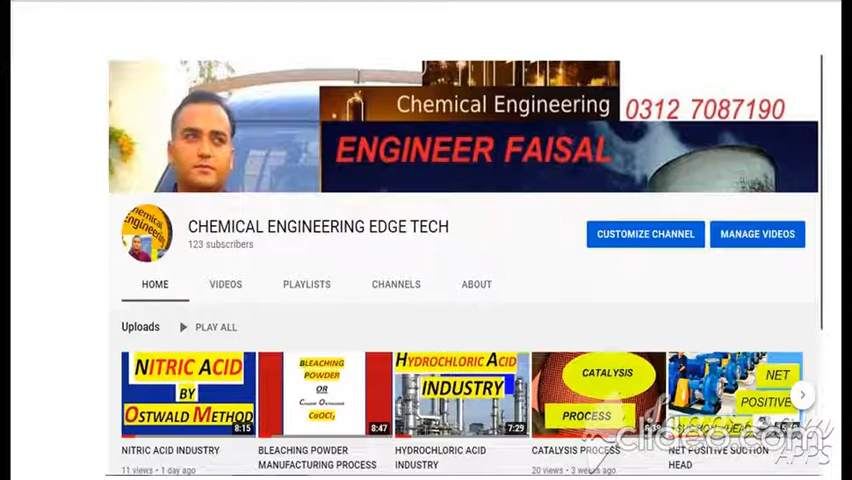 Chemical Engineering
0312 7087190
ENGINEER FAISAL
Chemical
Engineering
CHEMICAL ENGINEERING EDGE TECH
123 subscribers
CUSTOMIZE CHANNEL
MANAGE VIDEOS
HOME
VIDEOS
PLAYLISTS
CHANNELS
ABOUT
Uploads
PLAY ALL
NITRIC ACID
BY
OSTWALD METHOD
8:15
BLEACHING
POWDER
OR
CaOCl₂
8:47
HYDROCHLORIC ACID
INDUSTRY
7:29
CATALYSIS
PROCESS
NET
POSITIVE
NITRIC ACID INDUSTRY
11 views • 1 day ago
BLEACHING POWDER
MANUFACTURING PROCESS
HYDROCHLORIC ACID
INDUSTRY
CATALYSIS PROCESS
20 views • 3 weeks ago
NET POSITIVE SUCTION
HEAD
clideo.com
APPS